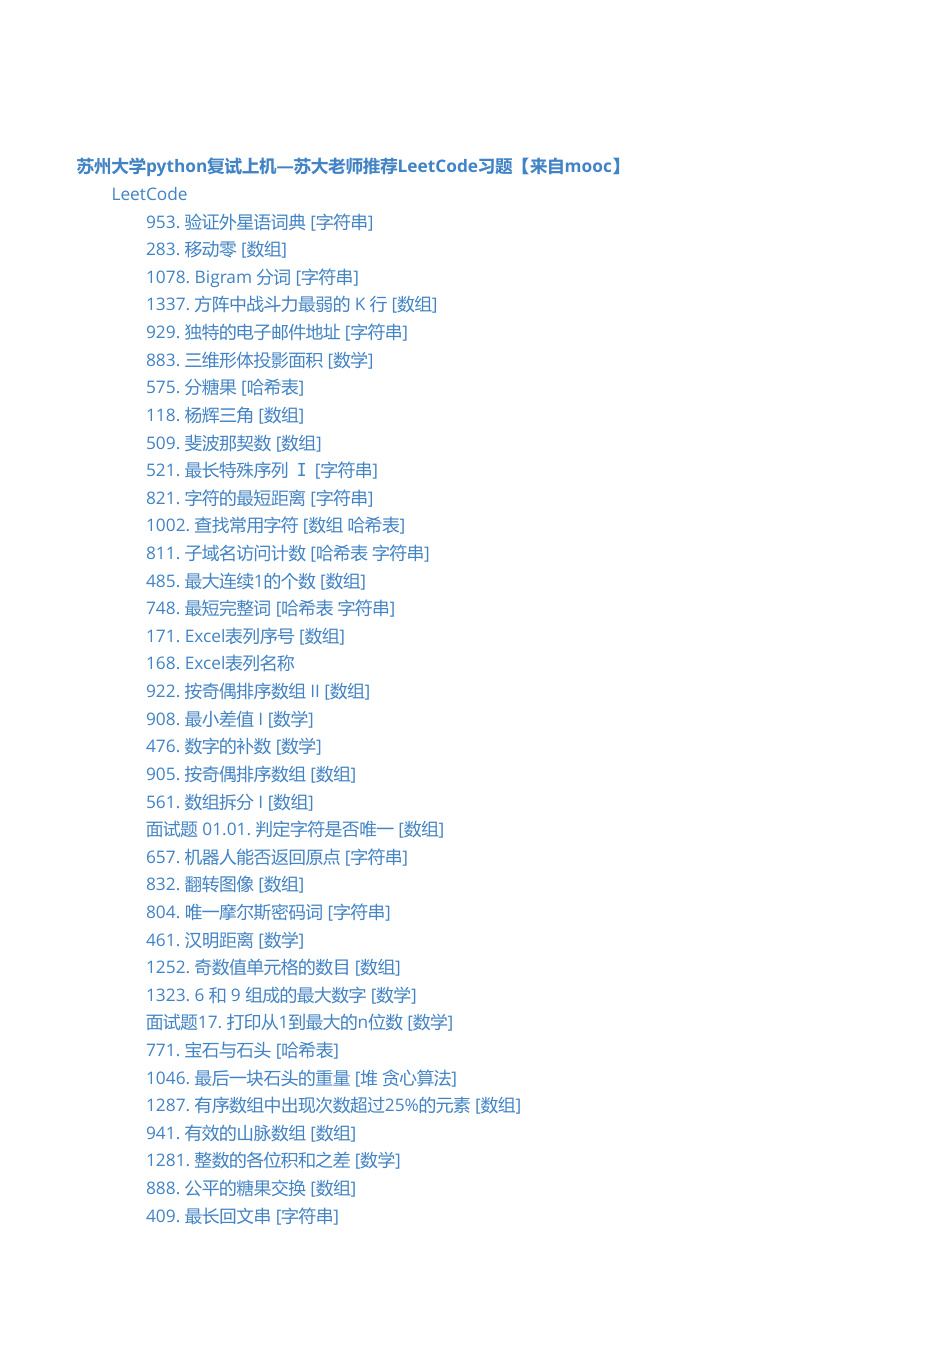 苏州大学python复试上机—苏大老师推荐LeetCode习题【来自mooc】
LeetCode
953. 验证外星语词典 [字符串]
283. 移动零 [数组]
1078. Bigram 分词 [字符串]
1337. 方阵中战斗力最弱的 K 行 [数组]
929. 独特的电子邮件地址 [字符串]
883. 三维形体投影面积 [数学]
575. 分糖果 [哈希表]
118. 杨辉三角 [数组]
509. 斐波那契数 [数组]
521. 最长特殊序列 Ⅰ [字符串]
821. 字符的最短距离 [字符串]
1002. 查找常用字符 [数组 哈希表]
811. 子域名访问计数 [哈希表 字符串]
485. 最大连续1的个数 [数组]
748. 最短完整词 [哈希表 字符串]
171. Excel表列序号 [数组]
168. Excel表列名称
922. 按奇偶排序数组 II [数组]
908. 最小差值 I [数学]
476. 数字的补数 [数学]
905. 按奇偶排序数组 [数组]
561. 数组拆分 I [数组]
面试题 01.01. 判定字符是否唯一 [数组]
657. 机器人能否返回原点 [字符串]
832. 翻转图像 [数组]
804. 唯一摩尔斯密码词 [字符串]
461. 汉明距离 [数学]
1252. 奇数值单元格的数目 [数组]
1323. 6 和 9 组成的最大数字 [数学]
面试题17. 打印从1到最大的n位数 [数学]
771. 宝石与石头 [哈希表]
1046. 最后一块石头的重量 [堆 贪心算法]
1287. 有序数组中出现次数超过25%的元素 [数组]
941. 有效的山脉数组 [数组]
1281. 整数的各位积和之差 [数学]
888. 公平的糖果交换 [数组]
409. 最长回文串 [字符串]